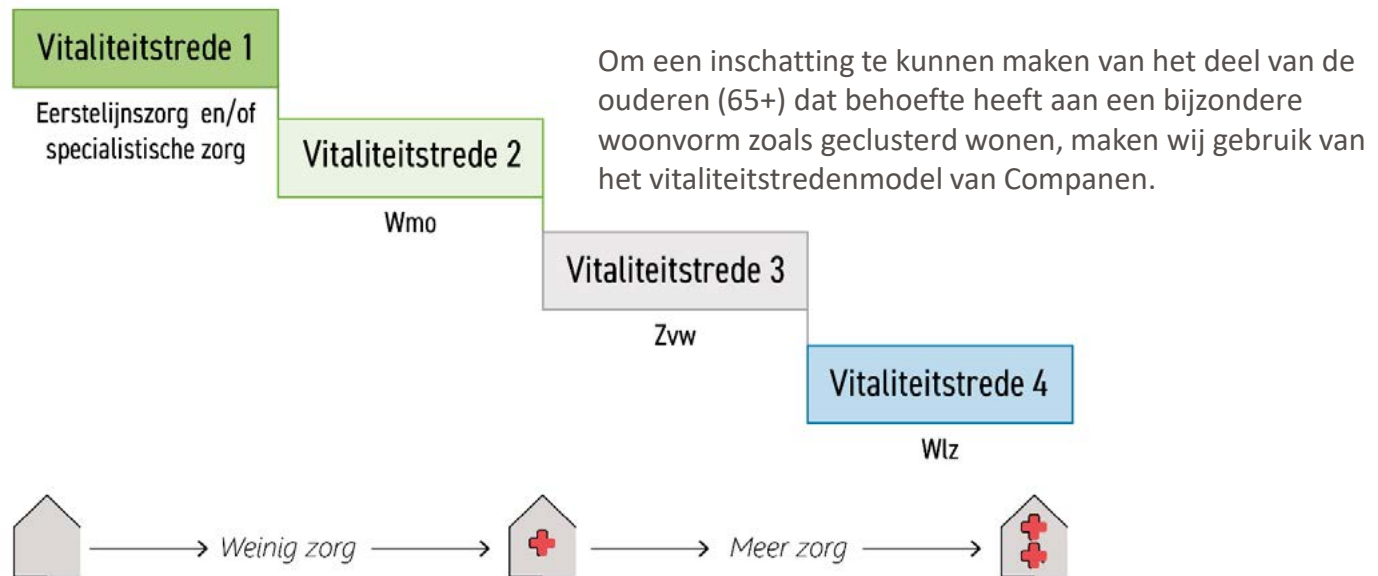 Vitaliteitstrede 1
Eerstelijnszorg en/of
specialistische zorg
Om een inschatting te kunnen maken van het deel van de
ouderen (65+) dat behoefte heeft aan een bijzondere
woonvorm zoals geclusterd wonen, maken wij gebruik van
het vitaliteitstredenmodel van Companen.
Vitaliteitstrede 2
Wmo
Vitaliteitstrede 3
Zvw
Vitaliteitstrede 4
Wlz
Weinig zorg
Meer zorg